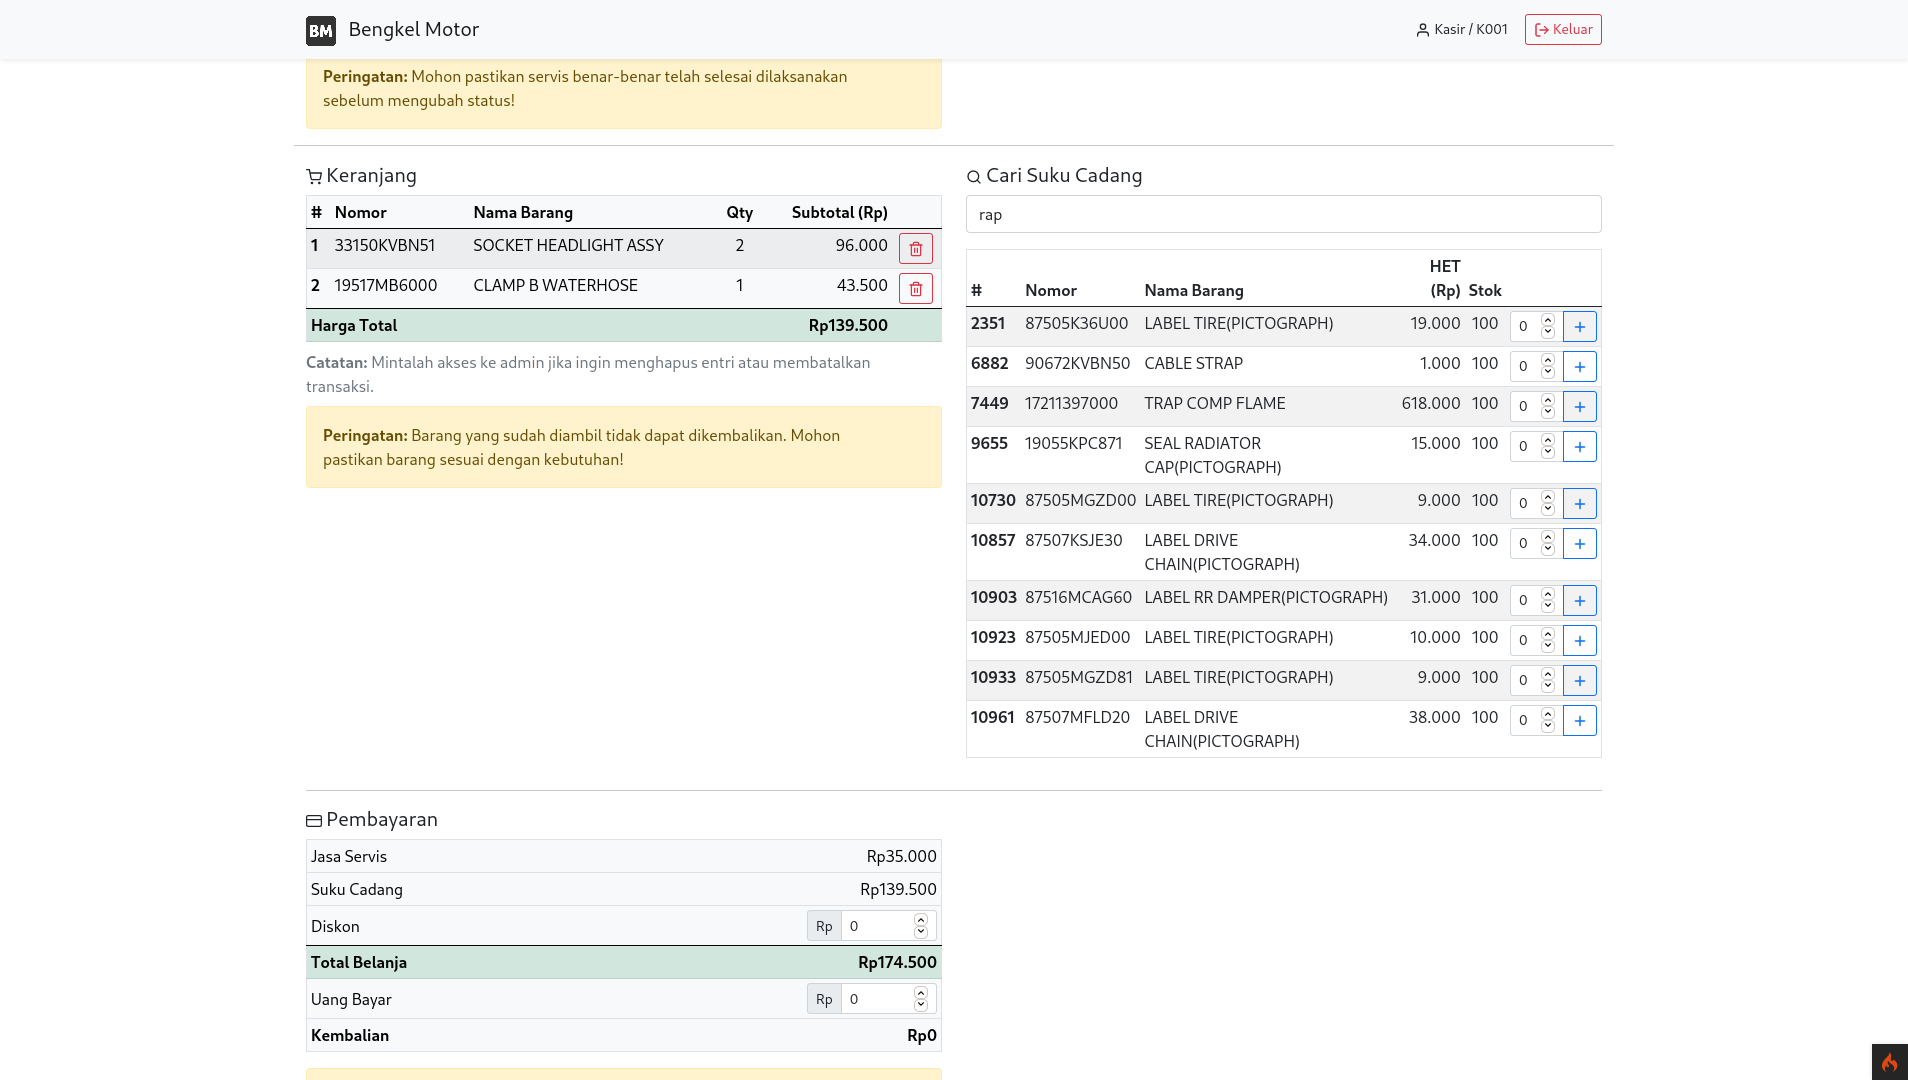 BM Bengkel Motor
Kasir / K001 Keluar
Peringatan: Mohon pastikan servis benar-benar telah selesai dilaksanakan
sebelum mengubah status!
Keranjang
# Nomor Nama Barang Qty Subtotal (Rp)
1 33150KVBN51 SOCKET HEADLIGHT ASSY 2 96.000
2 19517MB6000 CLAMP B WATERHOSE 1 43.500
Harga Total Rp139.500
Catatan: Mintalah akses ke admin jika ingin menghapus entri atau membatalkan
transaksi.
Peringatan: Barang yang sudah diambil tidak dapat dikembalikan. Mohon
pastikan barang sesuai dengan kebutuhan!
Cari Suku Cadang
rap
HET
# Nomor Nama Barang (Rp) Stok
2351 87505K36U00 LABEL TIRE(PICTOGRAPH) 19.000 100 0 +
6882 90672KVBN50 CABLE STRAP 1.000 100 0 +
7449 17211397000 TRAP COMP FLAME 618.000 100 0 +
9655 19055KPC871 SEAL RADIATOR 15.000 100 0 +
CAP(PICTOGRAPH)
10730 87505MGZD00 LABEL TIRE(PICTOGRAPH) 9.000 100 0 +
10857 87507KSJE30 LABEL DRIVE 34.000 100 0 +
CHAIN(PICTOGRAPH)
10903 87516MCAG60 LABEL RR DAMPER(PICTOGRAPH) 31.000 100 0 +
10923 87505MJED00 LABEL TIRE(PICTOGRAPH) 10.000 100 0 +
10933 87505MGZD81 LABEL TIRE(PICTOGRAPH) 9.000 100 0 +
10961 87507MFLD20 LABEL DRIVE 38.000 100 0 +
CHAIN(PICTOGRAPH)
Pembayaran
Jasa Servis Rp35.000
Suku Cadang Rp139.500
Diskon Rp 0
Total Belanja Rp174.500
Uang Bayar Rp 0
Kembalian Rp0